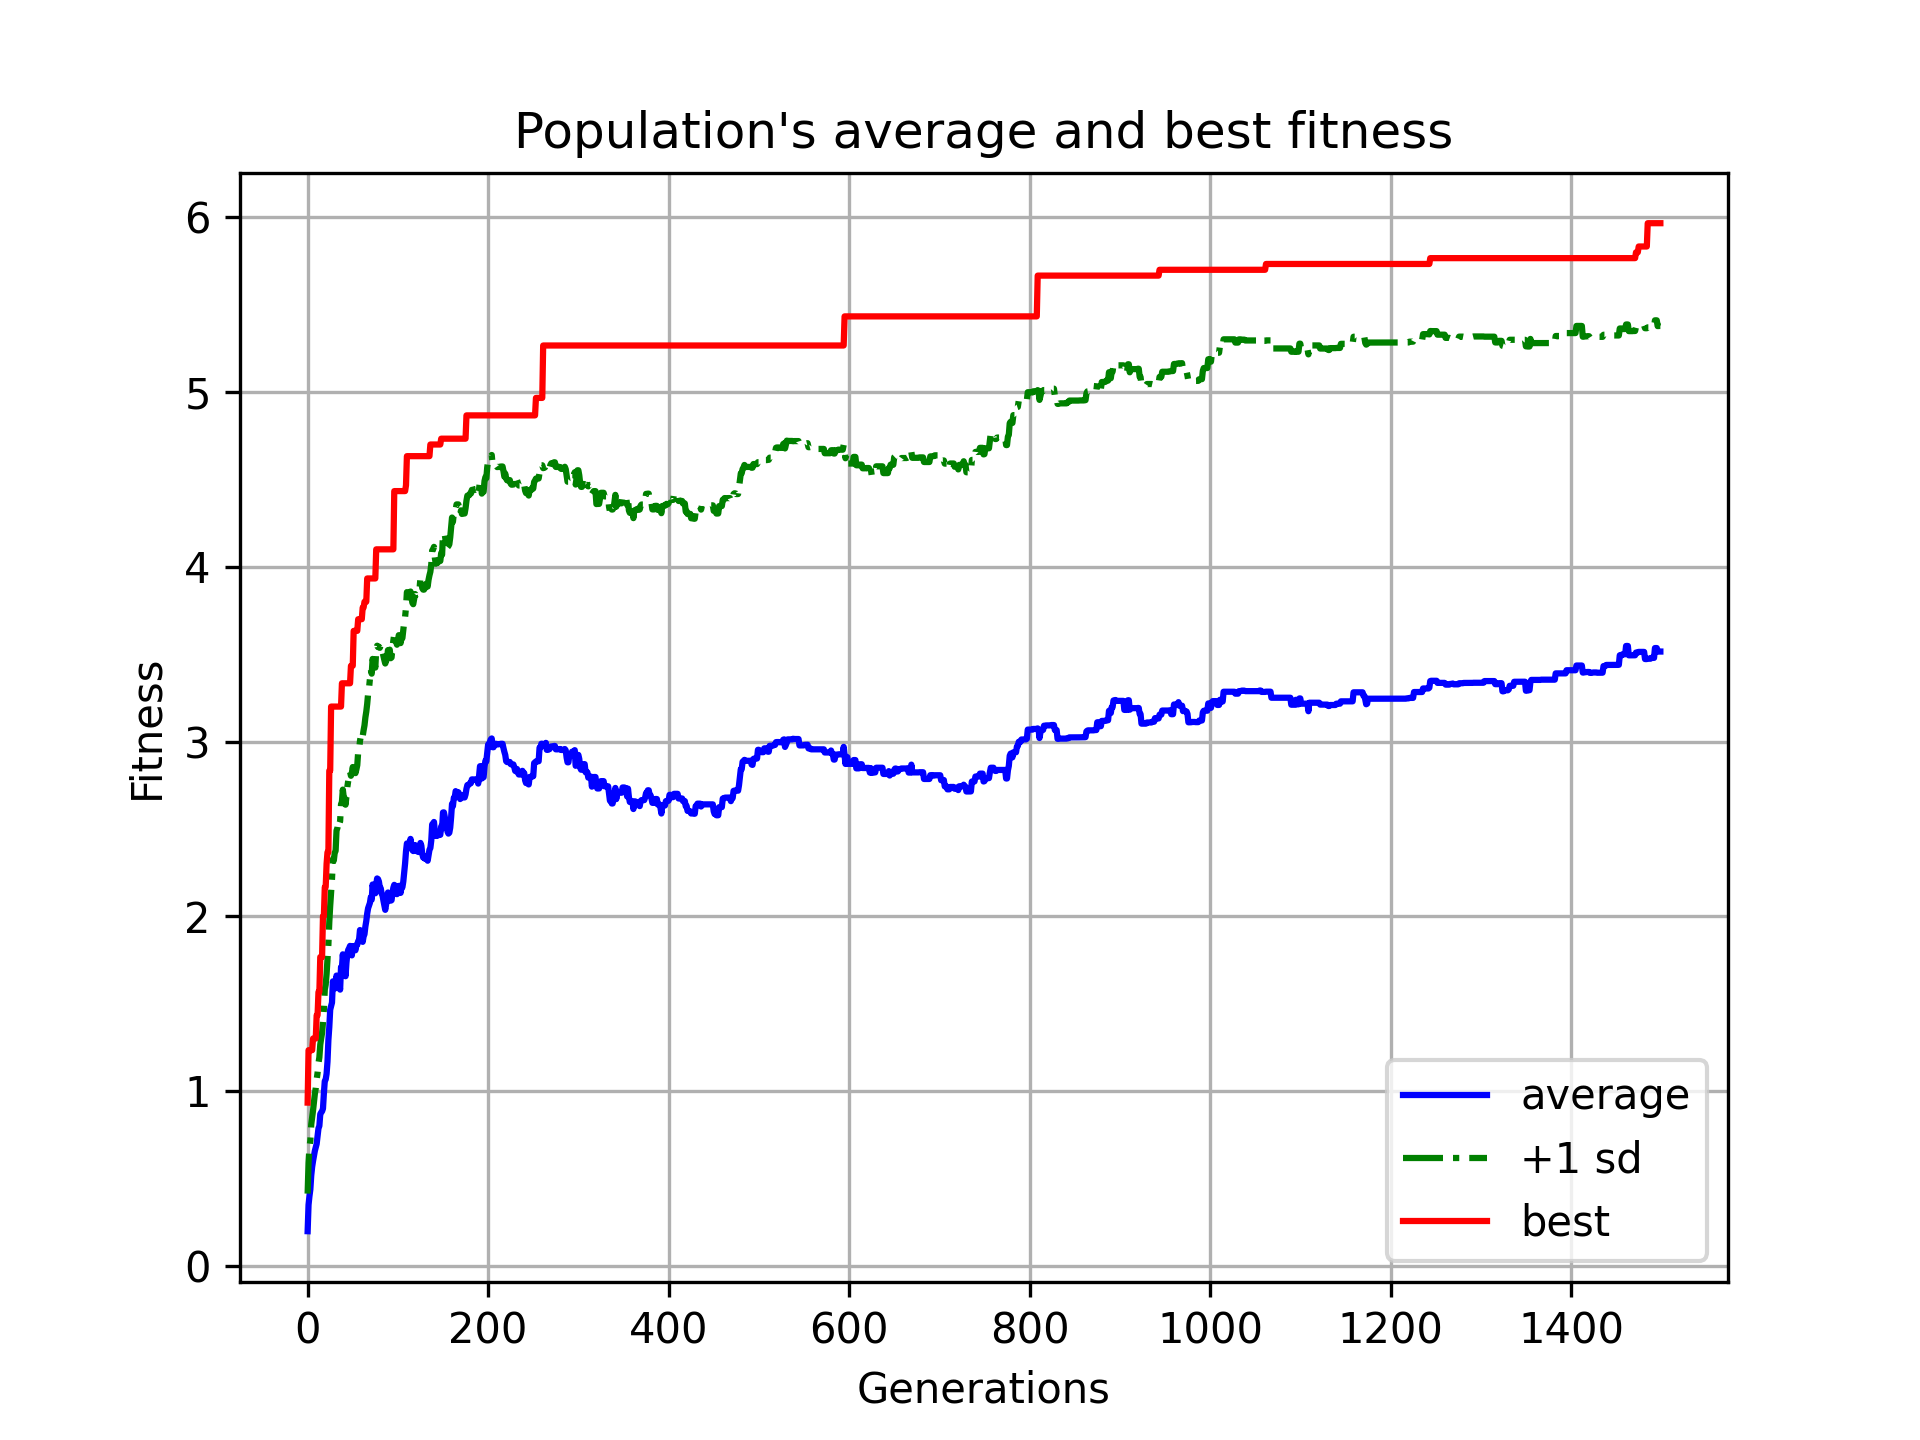 Population's average and best fitness
Fitness
6
5
4
3
2
1
0
0 200 400 600 800 1000 1200 1400
Generations
average
+1 sd
best